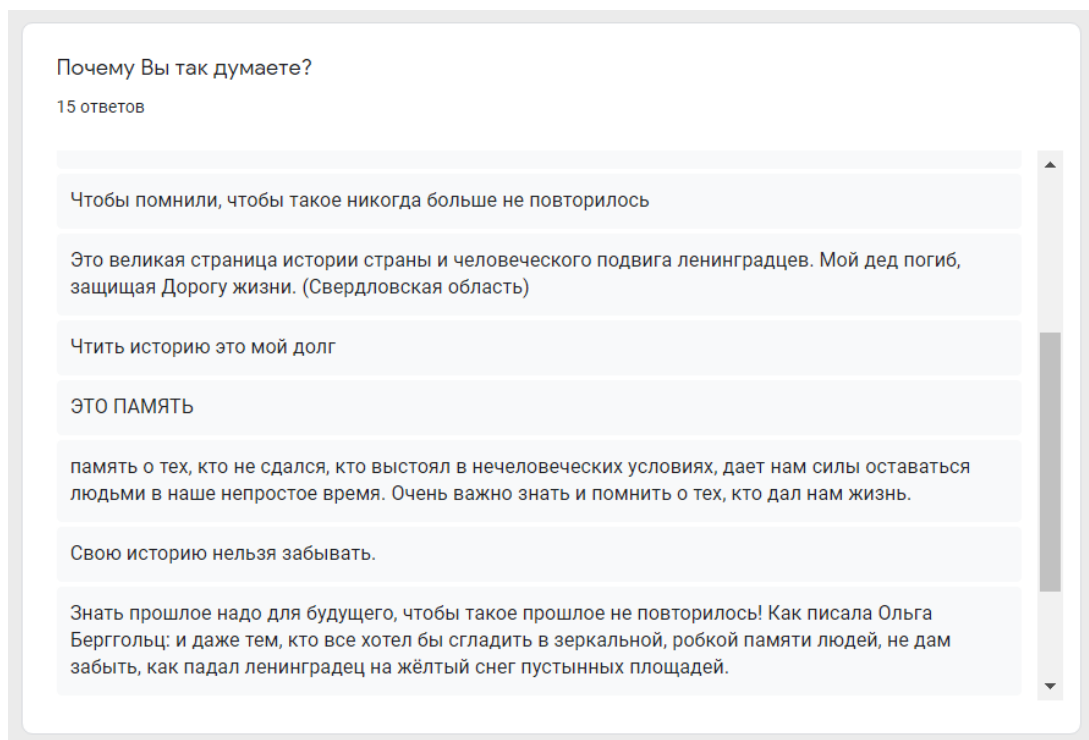 Почему Вы так думаете?
15 ответов
Чтобы помнили, чтобы такое никогда больше не повторилось
Это великая страница истории страны и человеческого подвига ленинградцев. Мой дед погиб,
защищая Дорогу жизни. (Свердловская область)
Чтить историю это мой долг
ЭТО ПАМЯТЬ
память о тех, кто не сдался, кто выстоял в нечеловеческих условиях, дает нам силы оставаться
людьми в наше непростое время. Очень важно знать и помнить о тех, кто дал нам жизнь.
Свою историю нельзя забывать.
Знать прошлое надо для будущего, чтобы такое прошлое не повторилось! Как писала Ольга
Берггольц: и даже тем, кто все хотел бы сгладить в зеркальной, робкой памяти людей, не дам
забыть, как падал ленинградец на жёлтый снег пустынных площадей.